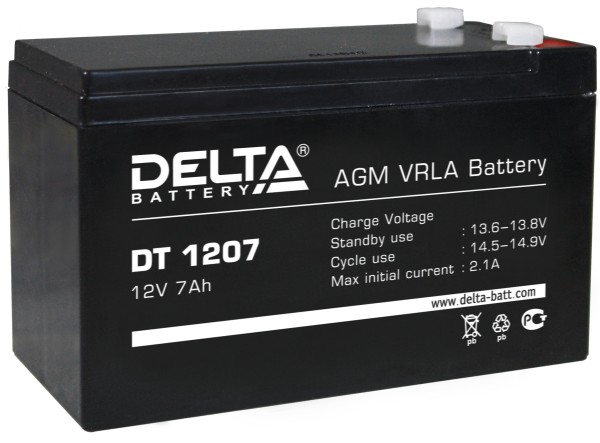 DELTA®
BATTERY
DT 1207
12V 7Ah
AGM VRLA Battery
Charge Voltage
Standby use : 13.6–13.8V
Cycle use : 14.5–14.9V
Max initial current : 2.1A
www.delta-batt.com
pb pb